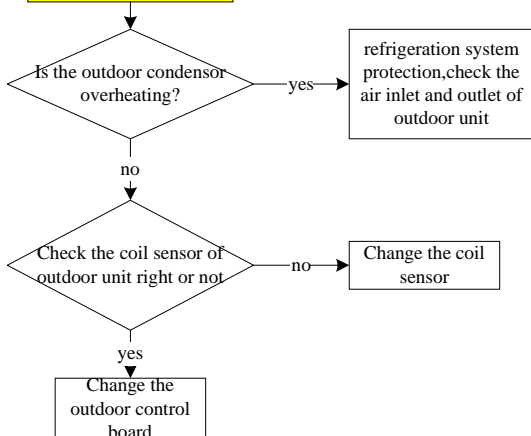 Is the outdoor condensor
overheating?
yes
refrigeration system
protection,check the
air inlet and outlet of
outdoor unit
no
Check the coil sensor of
outdoor unit right or not
no
Change the coil
sensor
yes
Change the
outdoor control
board